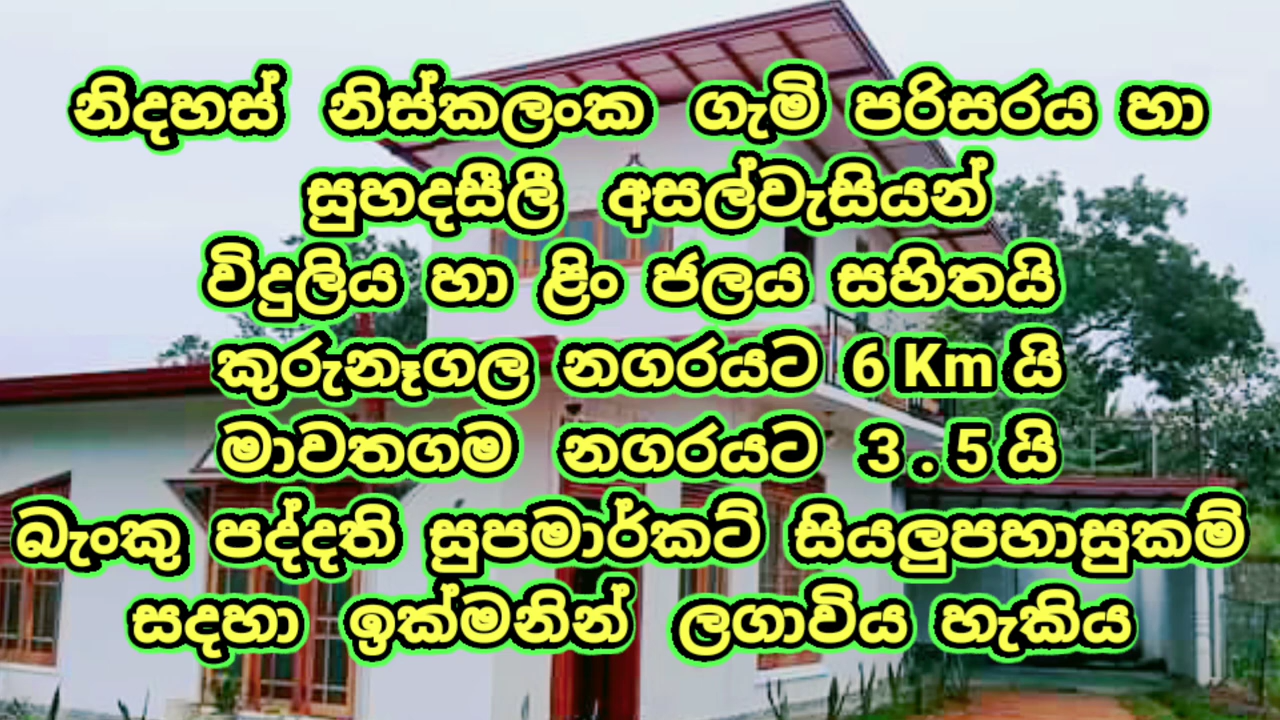 නිදහස් නිස්කලංක ගැමි පරිසරය හා
සුහදසීලී අසල්වැසියන්
විදුලිය හා ළිං ජලය සහිතයි
කුරුනෑගල නගරයට 6 Km යි
මාවතගම නගරයට 3.5 යි
බැංකු පද්දති සුපමාර්කට් සියලුපහාසුකම්
සදහා ඉක්මනින් ලගාවිය හැකිය